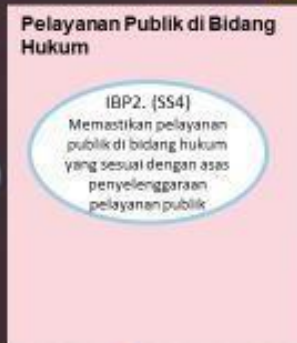 Pelayanan Publik di Bidang
Hukum
IBP2. (SS4)
Memastikan pelayanan
publik di bidang hukum
yang sesuai dengan asas
penyelenggaraan
pelayanan publik